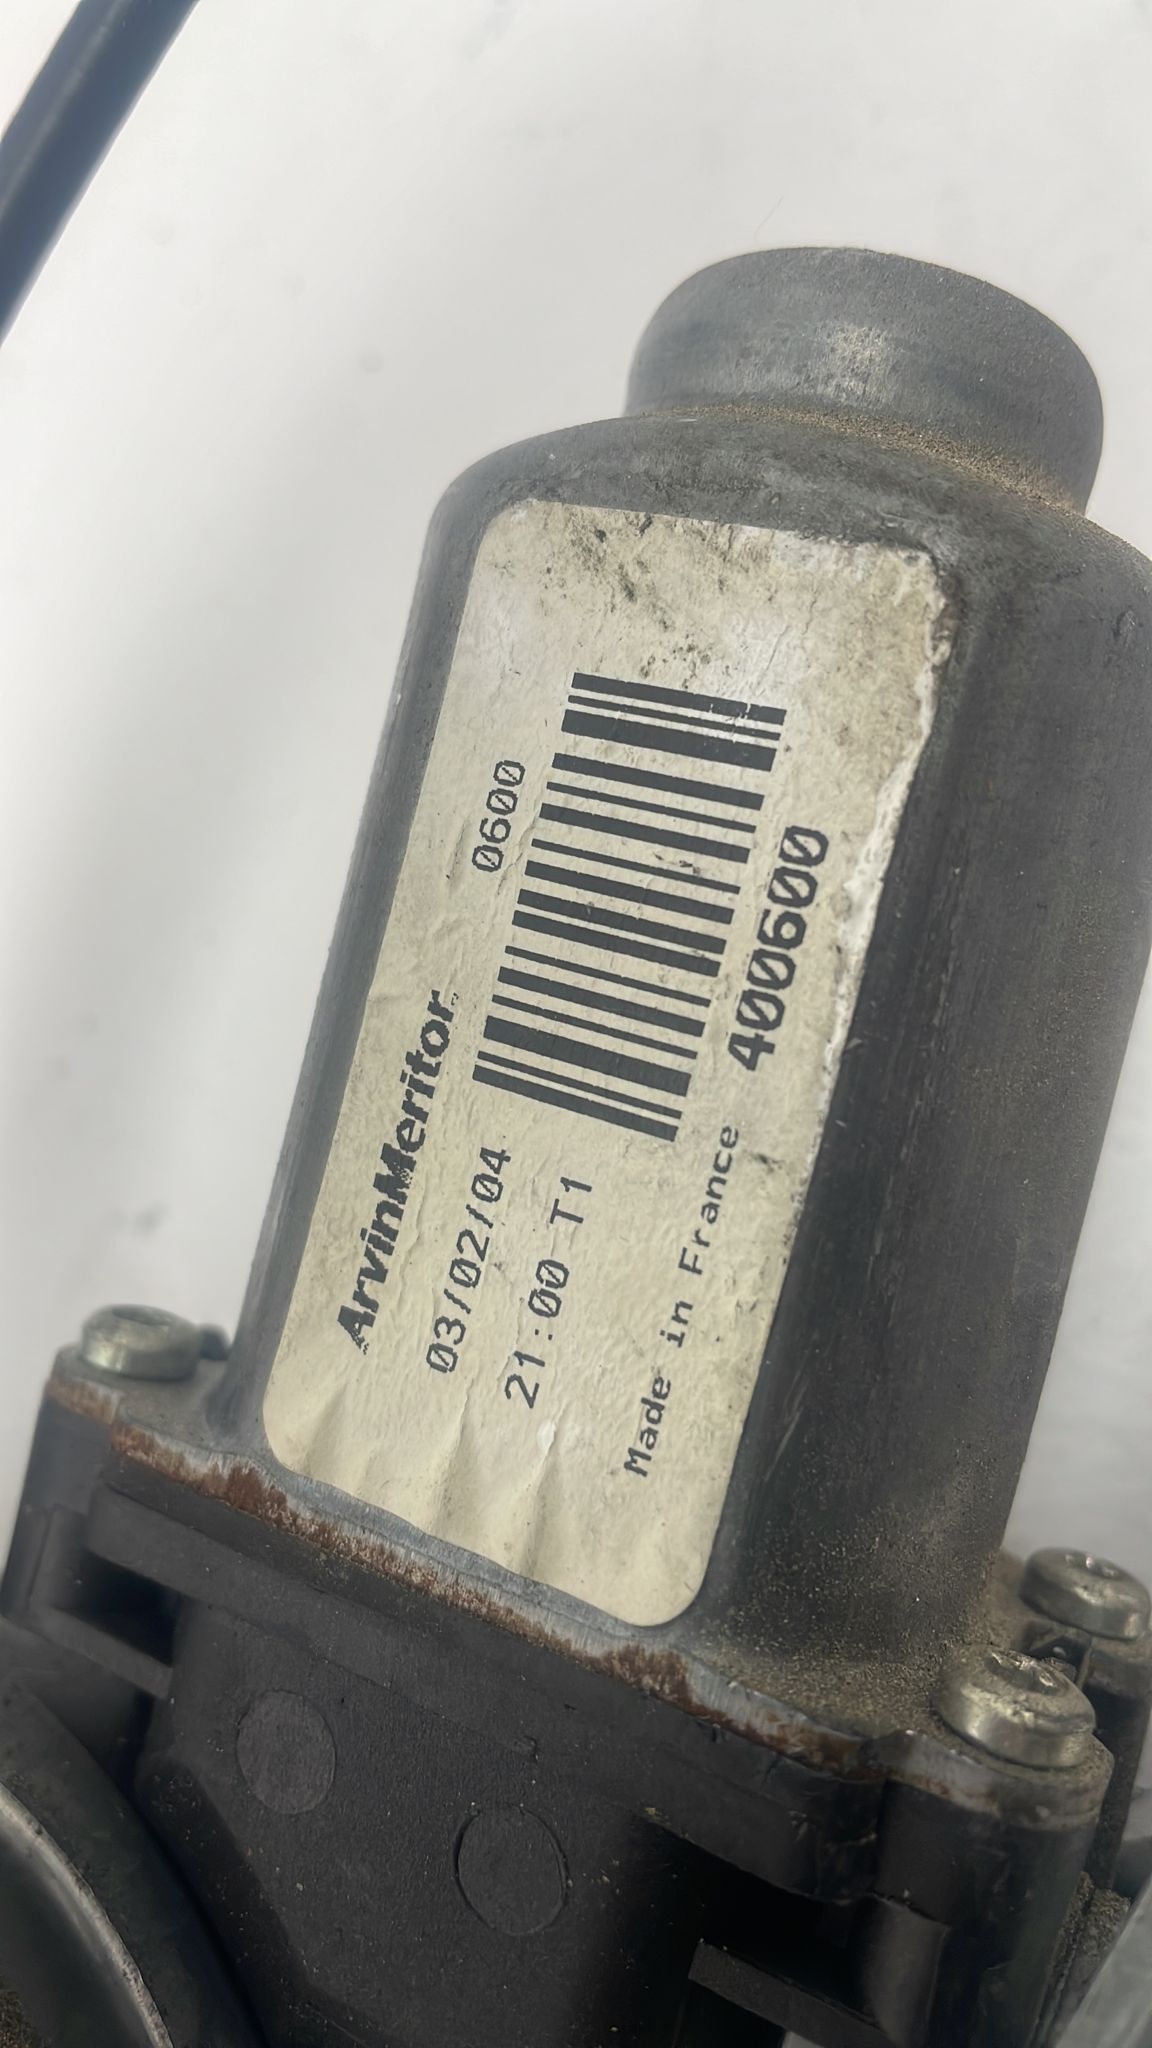 ArvinMeritor
0600
03/02/04
21:00 T1
Made in France 400600